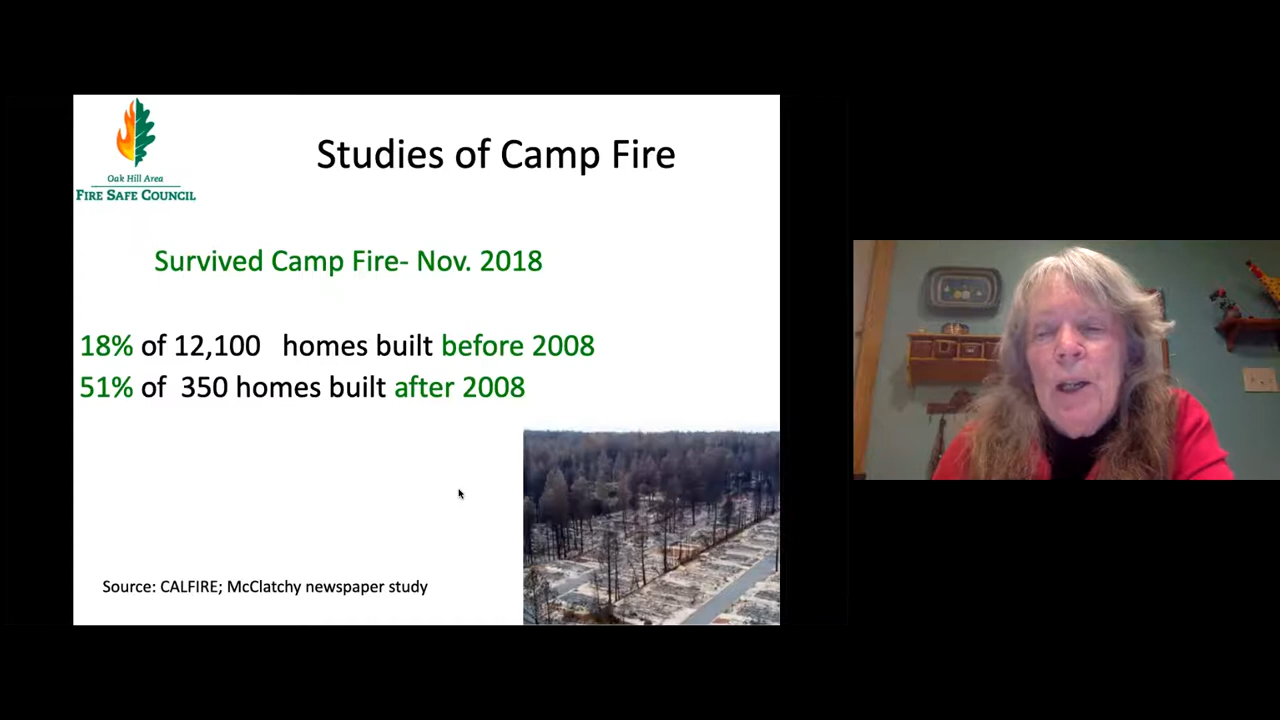 Oak Hill Area
FIRE SAFE COUNCIL
Studies of Camp Fire
Survived Camp Fire- Nov. 2018
18% of 12,100 homes built before 2008
51% of 350 homes built after 2008
Source: CALFIRE; McClatchy newspaper study